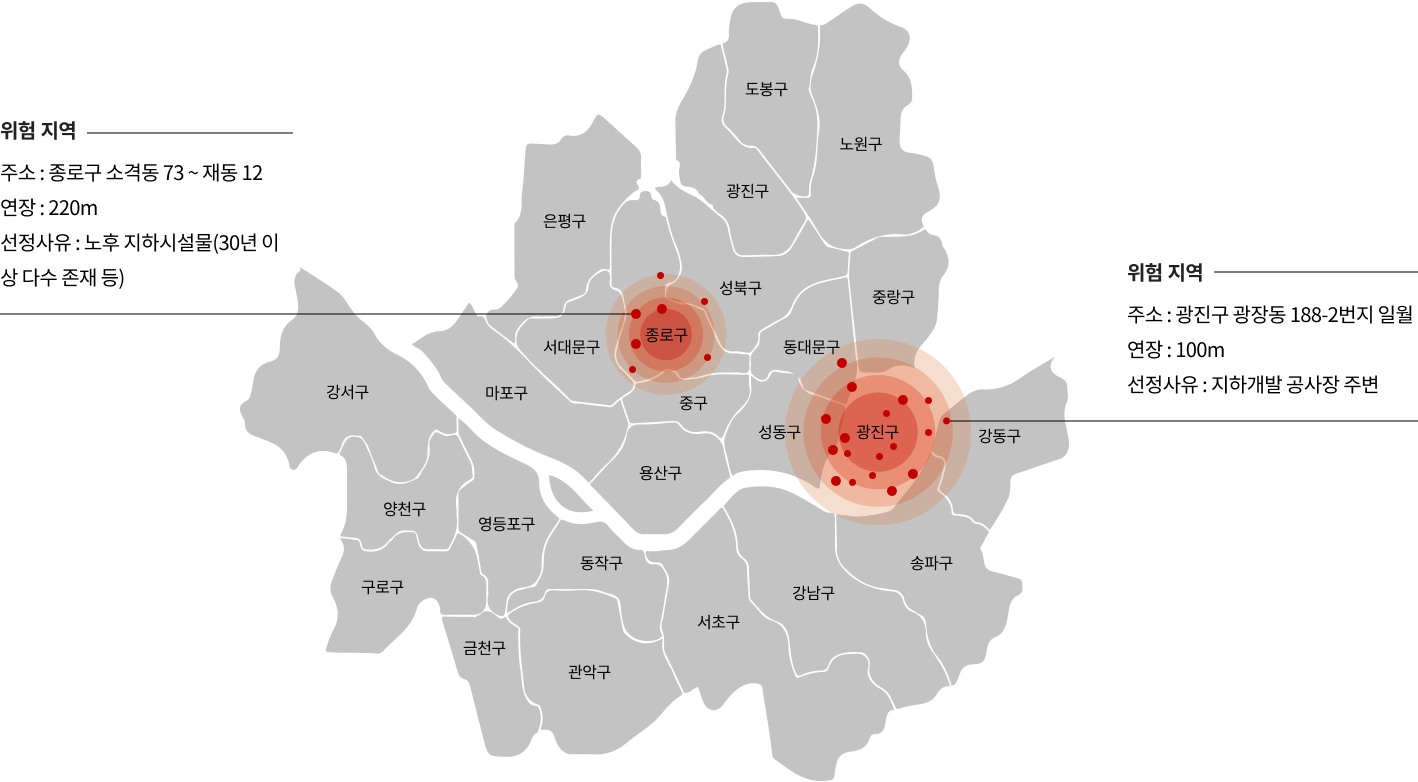 위험 지역
주소 : 종로구 소격동 73 ~ 재동 12
연장 : 220m
선정사유 : 노후 지하시설물(30년 이
상 다수 존재 등)
위험 지역
주소 : 광진구 광장동 188-2번지 일원
연장 : 100m
선정사유 : 지하개발 공사장 주변
도봉구
노원구
광진구
은평구
성북구
중랑구
종로구
서대문구
동대문구
강서구
마포구
중구
성동구
광진구
강동구
용산구
양천구
영등포구
동작구
송파구
구로구
강남구
서초구
금천구
관악구